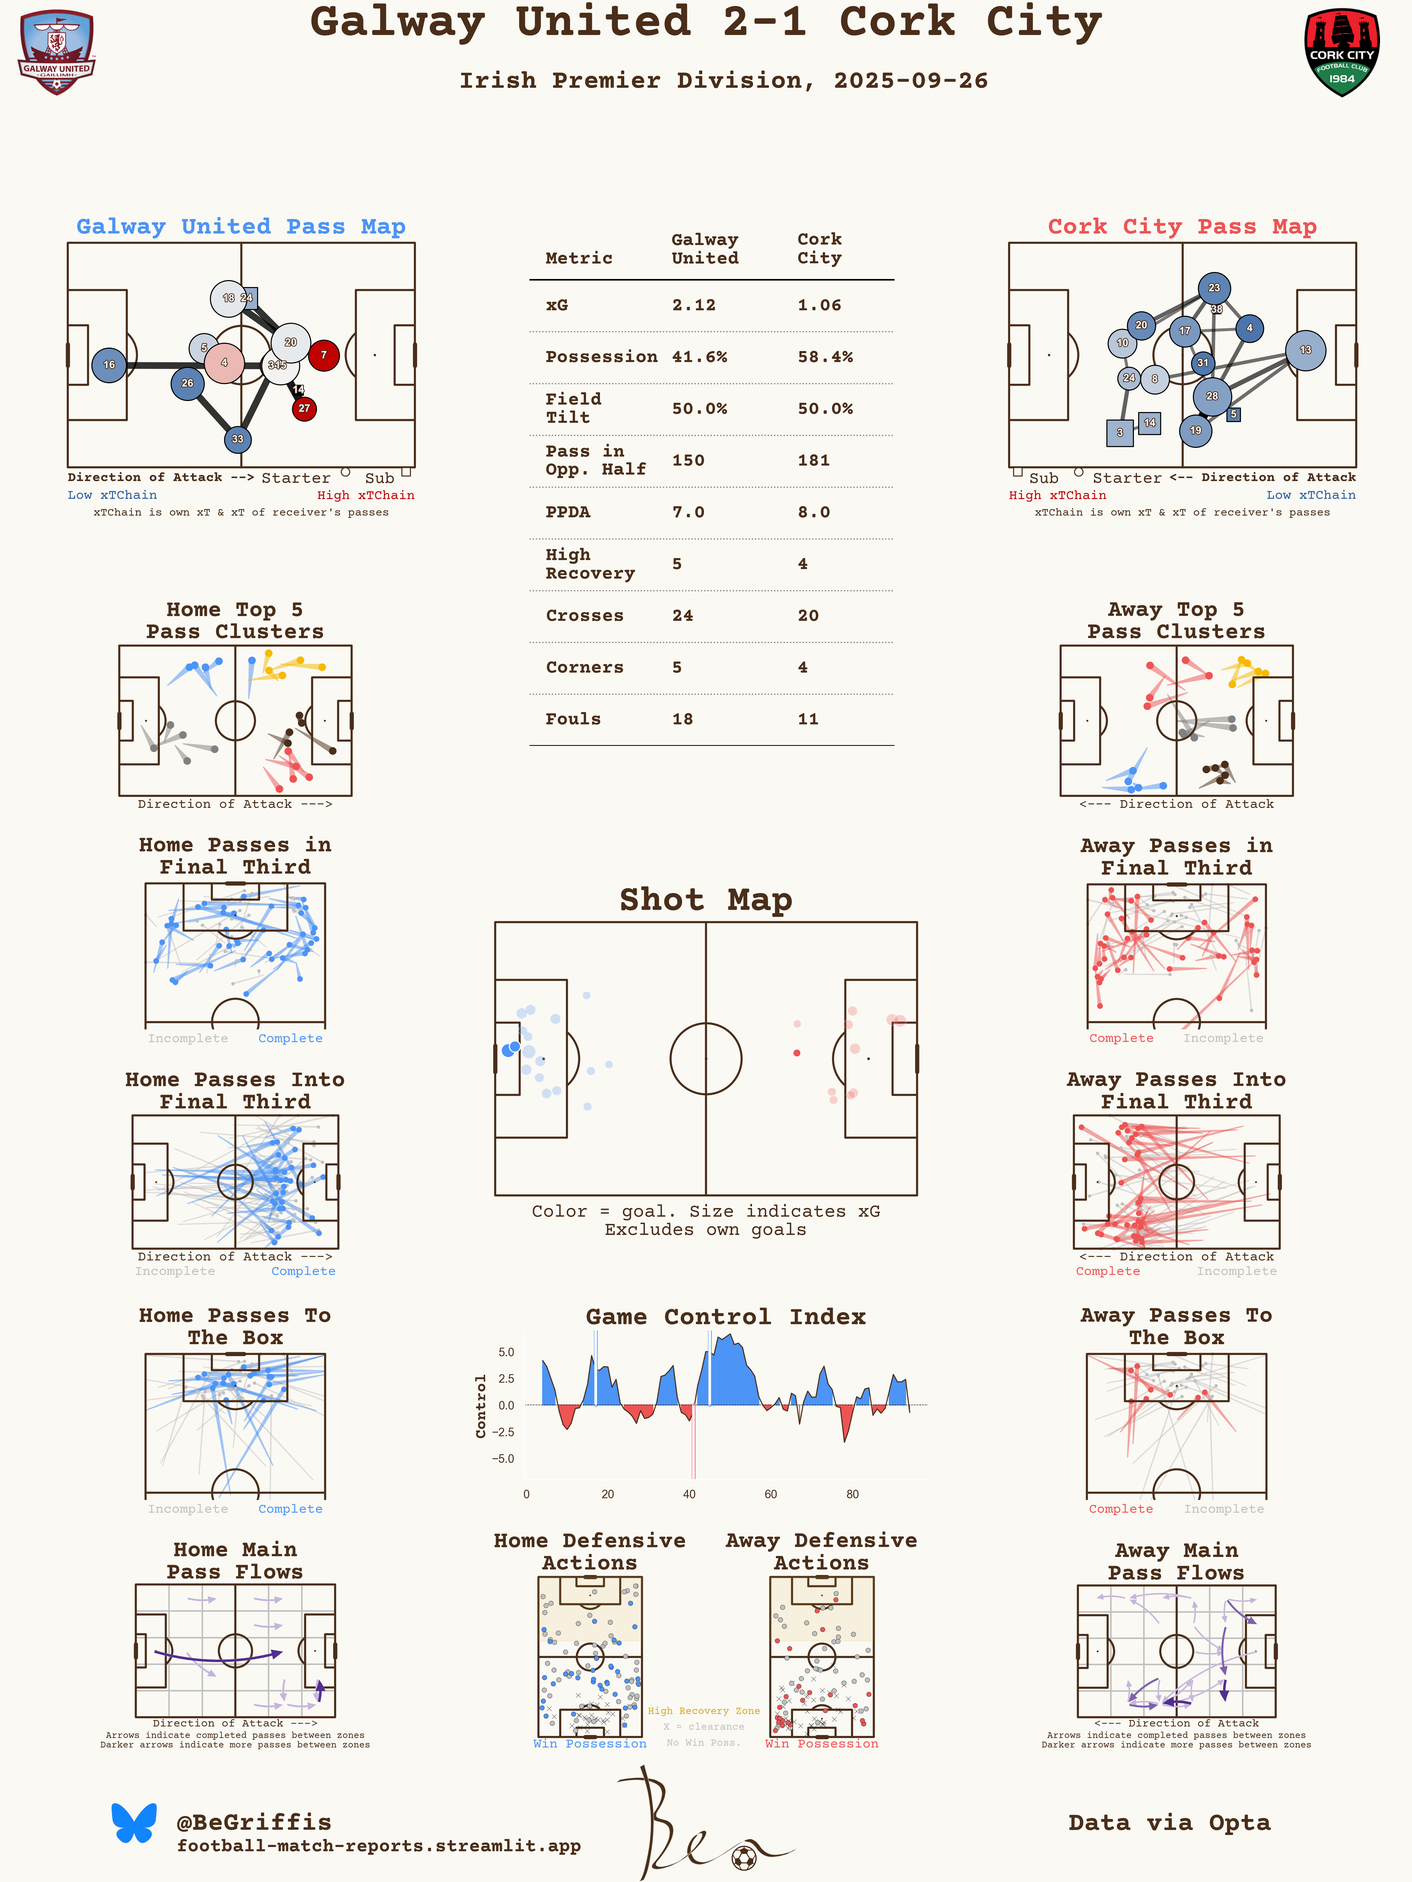 Galway United 2-1 Cork City
Irish Premier Division, 2025-09-26
GALWAY UNITED
GAILLIMH
CORK CITY
FOOTBALL CLUB
1984
Galway United Pass Map
18 24
5 4 20 7
16 3 15
26 14
27
33
Direction of Attack --> Starter Sub
Low xTChain High xTChain
xTChain is own xT & xT of receiver's passes
Metric Galway United Cork City
xG 2.12 1.06
Possession 41.6% 58.4%
Field Tilt 50.0% 50.0%
Pass in Opp. Half 150 181
PPDA 7.0 8.0
High Recovery 5 4
Crosses 24 20
Corners 5 4
Fouls 18 11
Cork City Pass Map
23
38
20 17 4
10 13
31
24 8
28
5
14
3 19
Sub Starter <-- Direction of Attack
High xTChain Low xTChain
xTChain is own xT & xT of receiver's passes
Home Top 5
Pass Clusters
Direction of Attack --->
Away Top 5
Pass Clusters
<--- Direction of Attack
Home Passes in
Final Third
Incomplete Complete
Away Passes in
Final Third
Complete Incomplete
Shot Map
Color = goal. Size indicates xG
Excludes own goals
Home Passes Into
Final Third
Direction of Attack --->
Incomplete Complete
Away Passes Into
Final Third
<--- Direction of Attack
Complete Incomplete
Home Passes To
The Box
Incomplete Complete
Game Control Index
Control
5.0
2.5
0.0
−2.5
−5.0
0 20 40 60 80
Away Passes To
The Box
Complete Incomplete
Home Main
Pass Flows
Direction of Attack --->
Arrows indicate completed passes between zones
Darker arrows indicate more passes between zones
Home Defensive
Actions
Win Possession
High Recovery Zone
X = clearance
No Win Poss.
Away Defensive
Actions
Win Possession
Away Main
Pass Flows
<--- Direction of Attack
Arrows indicate completed passes between zones
Darker arrows indicate more passes between zones
@BeGriffis
football-match-reports.streamlit.app
Ben
Data via Opta